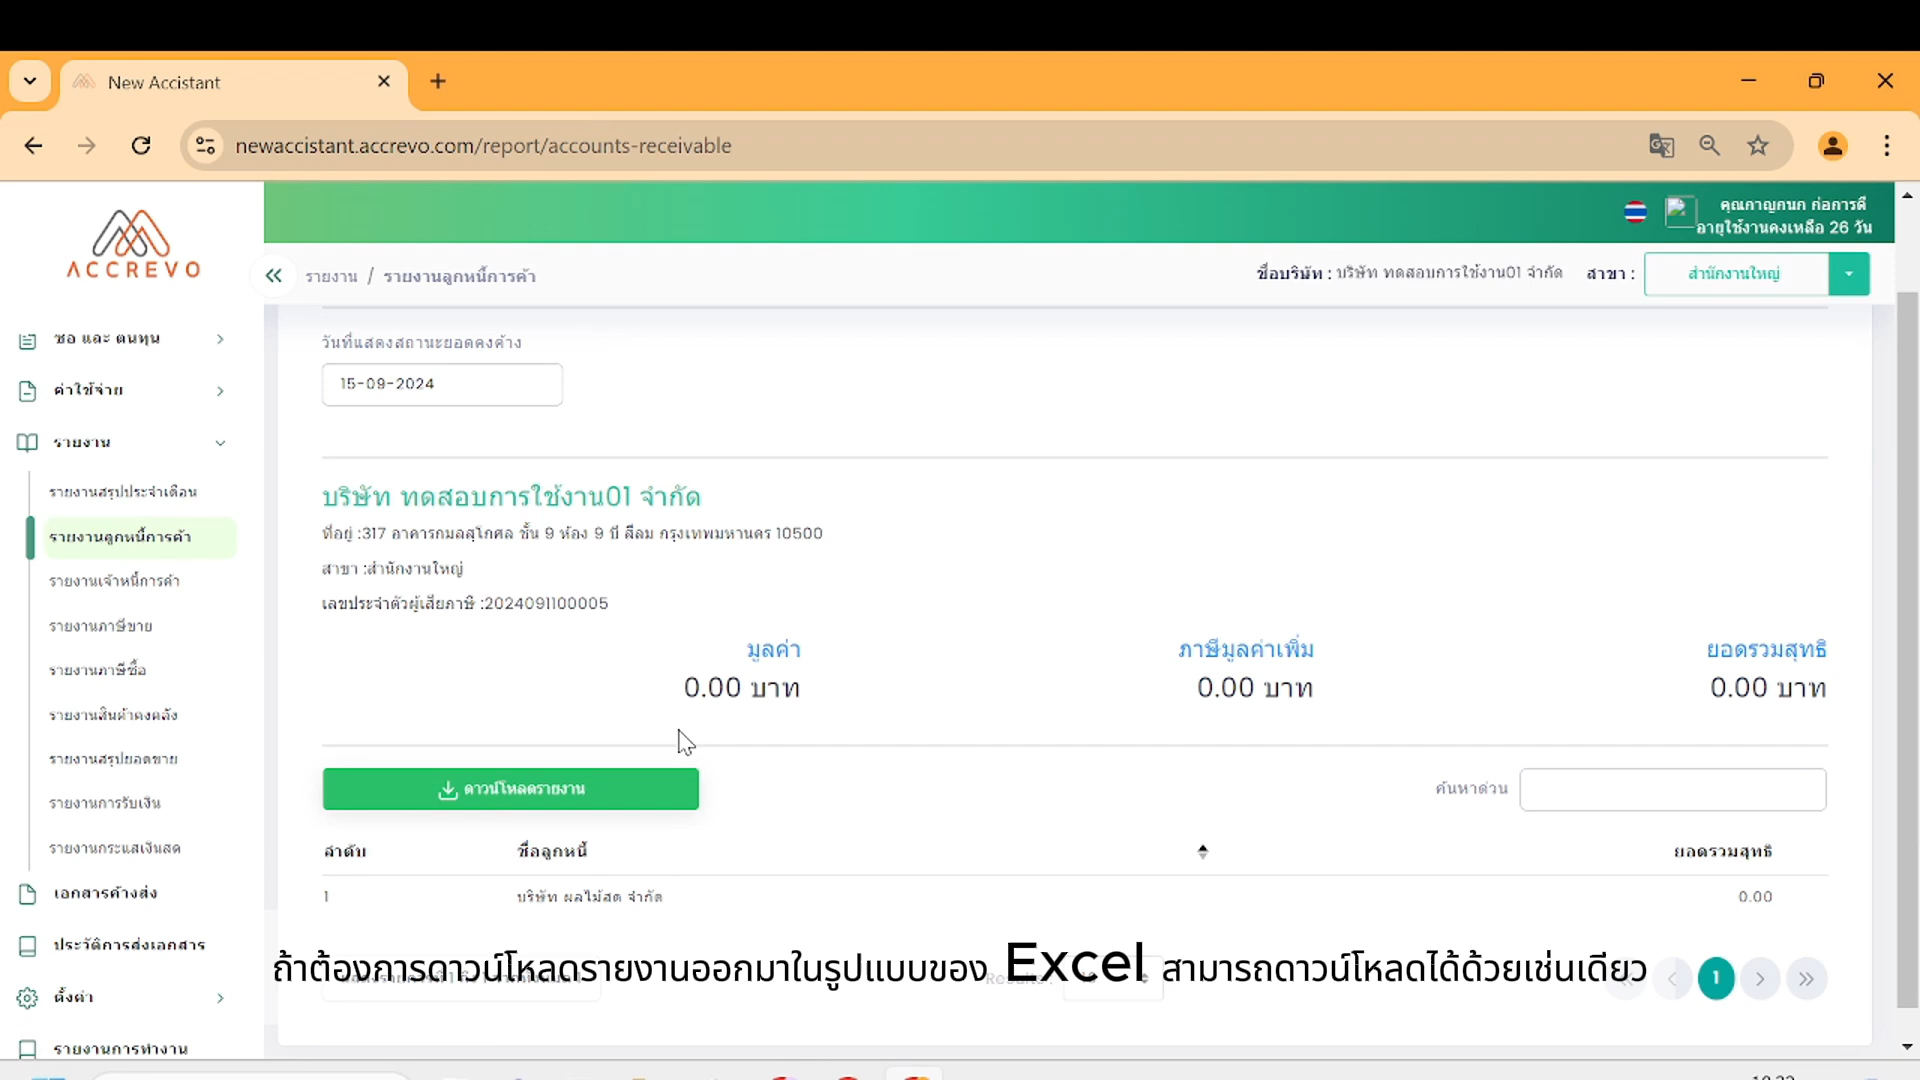 New Accistant
newaccistant.accrevo.com/report/accounts-receivable
คุณกาญกนก ก่อการดี
อายุใช้งานคงเหลือ 26 วัน
ACCREVO
รายงาน / รายงานลูกหนี้การค้า
ชื่อบริษัท : บริษัท ทดสอบการใช้งาน01 จำกัด สาขา : สำนักงานใหญ่
ซื้อ และ ต้นทุน
ค่าใช้จ่าย
รายงาน
รายงานสรุปประจำเดือน
รายงานลูกหนี้การค้า
รายงานเจ้าหนี้การค้า
รายงานภาษีขาย
รายงานภาษีซื้อ
รายงานสินค้าคงคลัง
รายงานสรุปยอดขาย
รายงานการรับเงิน
รายงานกระแสเงินสด
เอกสารค้างส่ง
ประวัติการส่งเอกสาร
ตั้งค่า
รายงานการทำงาน
วันที่แสดงสถานะยอดคงค้าง
15-09-2024
บริษัท ทดสอบการใช้งาน01 จำกัด
ที่อยู่ :317 อาคารกมลสุโกศล ชั้น 9 ห้อง 9 บี สีลม กรุงเทพมหานคร 10500
สาขา :สำนักงานใหญ่
เลขประจำตัวผู้เสียภาษี :2024091100005
มูลค่า ภาษีมูลค่าเพิ่ม ยอดรวมสุทธิ
0.00 บาท 0.00 บาท 0.00 บาท
ดาวน์โหลดรายงาน
ค้นหาด่วน
ลำดับ ชื่อลูกหนี้ ยอดรวมสุทธิ
1 บริษัท ผลไม้สด จำกัด 0.00
ถ้าต้องการดาวน์โหลดรายงานออกมาในรูปแบบของ Excel สามารถดาวน์โหลดได้ด้วยเช่นเดียว
1